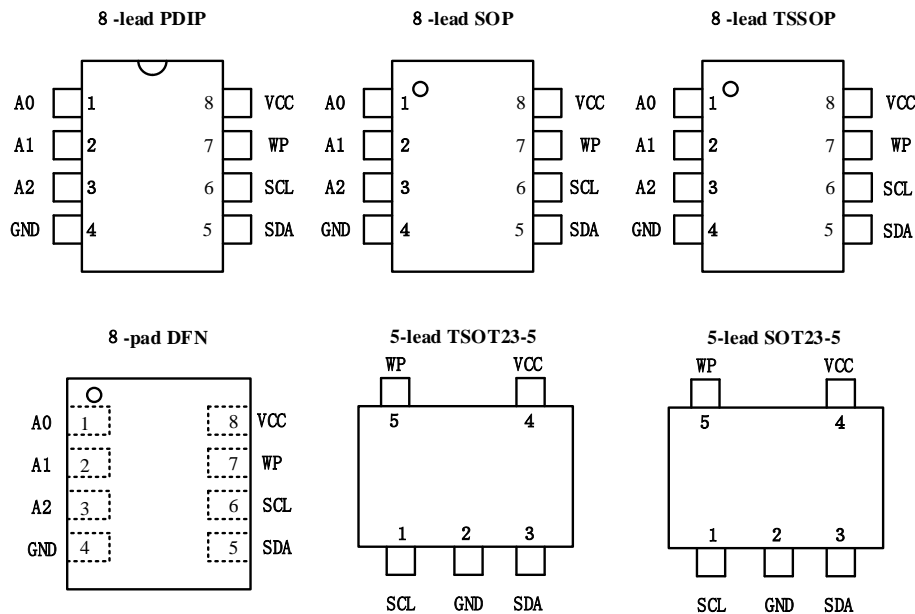 8 -lead PDIP 8 -lead SOP 8 -lead TSSOP
A0 1 8 VCC A0 1 8 VCC A0 1 8 VCC
A1 2 7 WP A1 2 7 WP A1 2 7 WP
A2 3 6 SCL A2 3 6 SCL A2 3 6 SCL
GND 4 5 SDA GND 4 5 SDA GND 4 5 SDA
8 -pad DFN 5-lead TSOT23-5 5-lead SOT23-5
WP VCC WP VCC
A0 1 8 VCC 5 4 5 4
A1 2 7 WP
A2 3 6 SCL
GND 4 5 SDA 1 2 3 1 2 3
SCL GND SDA SCL GND SDA